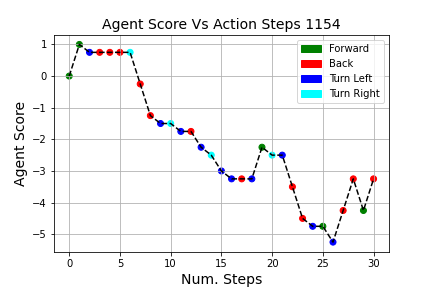 Agent Score Vs Action Steps 1154
Forward
Back
Turn Left
Turn Right
Agent Score
1
0
−1
−2
−3
−4
−5
0 5 10 15 20 25 30
Num. Steps